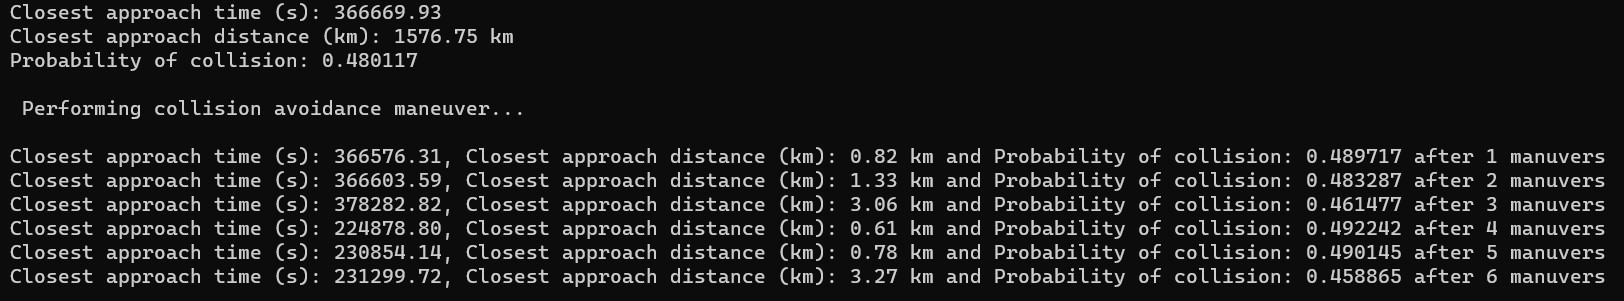 Closest approach time (s): 366669.93
Closest approach distance (km): 1576.75 km
Probability of collision: 0.480117
Performing collision avoidance maneuver...
Closest approach time (s): 366576.31, Closest approach distance (km): 0.82 km and Probability of collision: 0.489717 after 1 manuvers
Closest approach time (s): 366603.59, Closest approach distance (km): 1.33 km and Probability of collision: 0.483287 after 2 manuvers
Closest approach time (s): 378282.82, Closest approach distance (km): 3.06 km and Probability of collision: 0.461477 after 3 manuvers
Closest approach time (s): 224878.80, Closest approach distance (km): 0.61 km and Probability of collision: 0.492242 after 4 manuvers
Closest approach time (s): 230854.14, Closest approach distance (km): 0.78 km and Probability of collision: 0.490145 after 5 manuvers
Closest approach time (s): 231299.72, Closest approach distance (km): 3.27 km and Probability of collision: 0.458865 after 6 manuvers